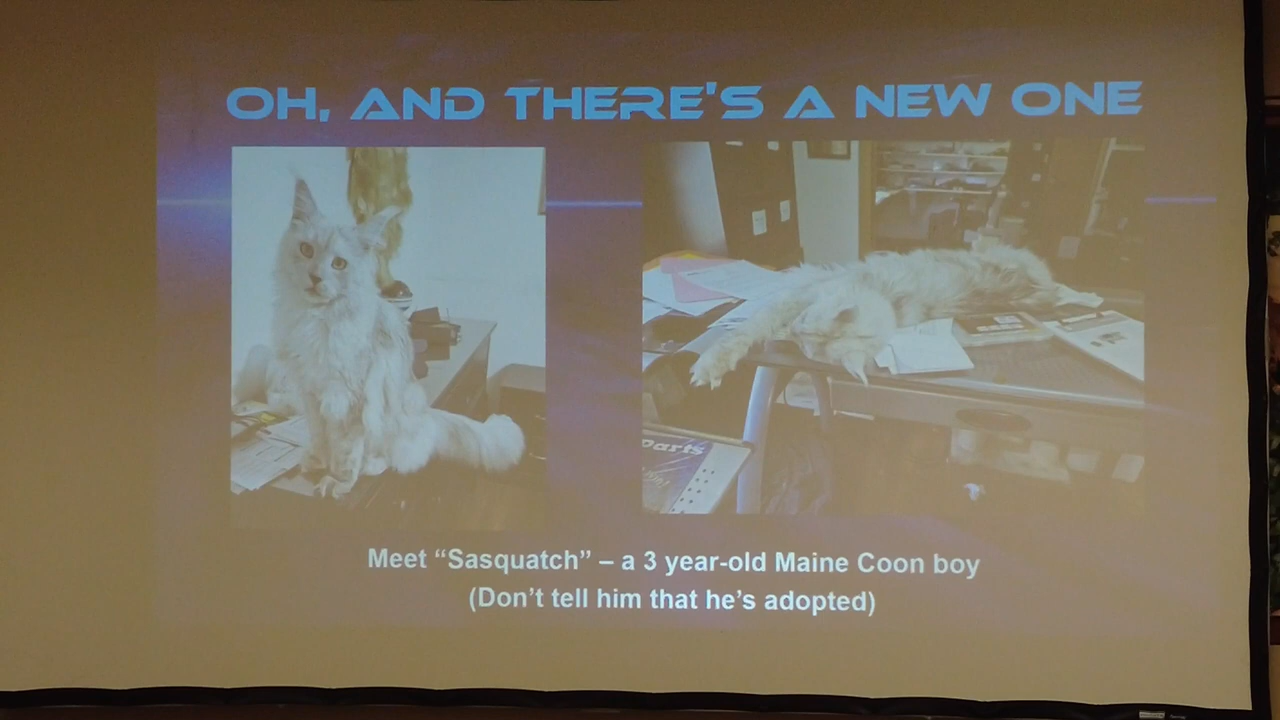 OH, AND THERE'S A NEW ONE
Parts
Meet “Sasquatch” – a 3 year-old Maine Coon boy
(Don’t tell him that he’s adopted)